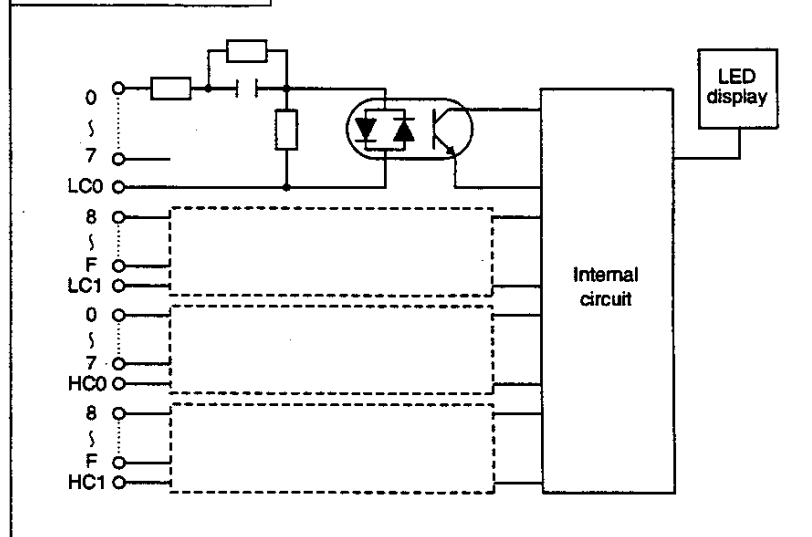 LED
display
0
∫
7
LC0
8
∫
F
LC1
0
∫
7
HC0
8
∫
F
HC1
Internal
circuit